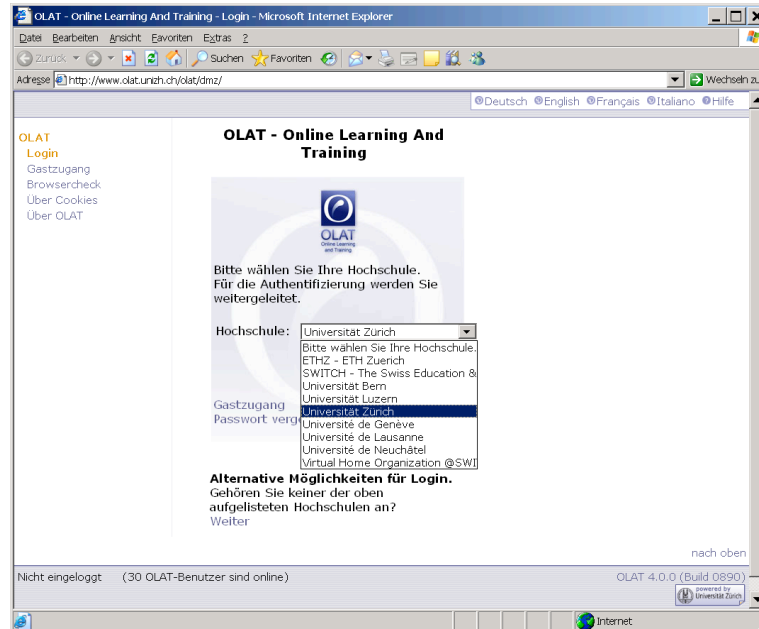 OLAT - Online Learning And Training - Login - Microsoft Internet Explorer
Datei Bearbeiten Ansicht Favoriten Extras ?
Zurück Suchen Favoriten
Adresse http://www.olat.unizh.ch/olat/dmz/ Wechseln zu
Deutsch English Français Italiano Hilfe
OLAT
Login
Gastzugang
Browsercheck
Über Cookies
Über OLAT
OLAT - Online Learning And
Training
OLAT
Online Learning
and Training
Bitte wählen Sie Ihre Hochschule.
Für die Authentifizierung werden Sie
weitergeleitet.
Hochschule: Universität Zürich
Bitte wählen Sie Ihre Hochschule.
ETHZ - ETH Zuerich
SWITCH - The Swiss Education &
Universität Bern
Universität Luzern
Universität Zürich
Université de Genève
Université de Lausanne
Université de Neuchâtel
Virtual Home Organization @SWI
Gastzugang
Passwort verg
Alternative Möglichkeiten für Login.
Gehören Sie keiner der oben
aufgelisteten Hochschulen an?
Weiter
nach oben
Nicht eingeloggt (30 OLAT-Benutzer sind online) OLAT 4.0.0 (Build 0890)
powered by
Universität Zürich
Internet